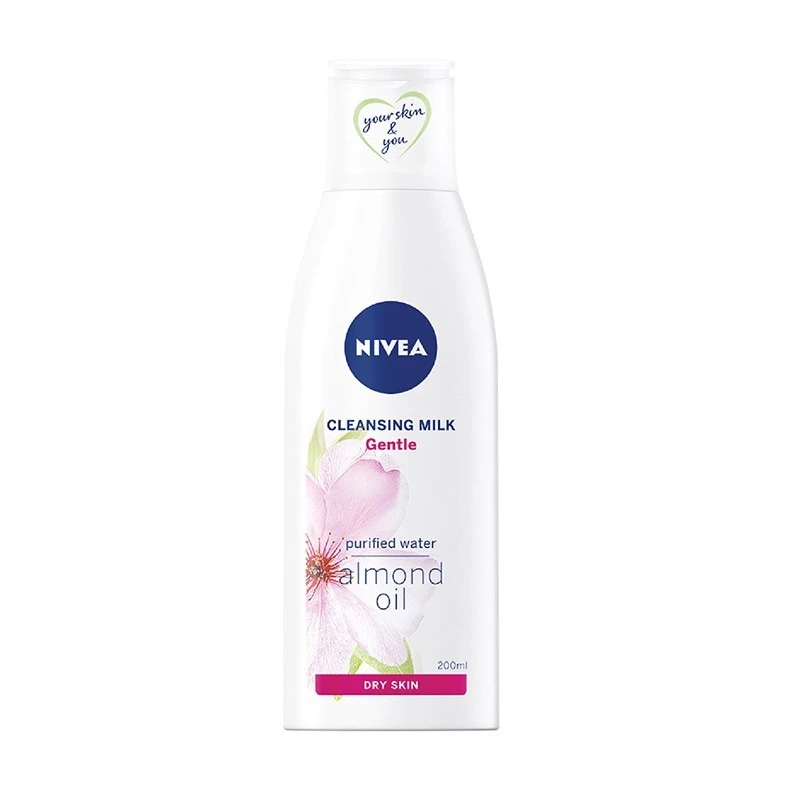 your skin
&
you
NIVEA
CLEANSING MILK
Gentle
purified water
almond
oil
200ml
DRY SKIN